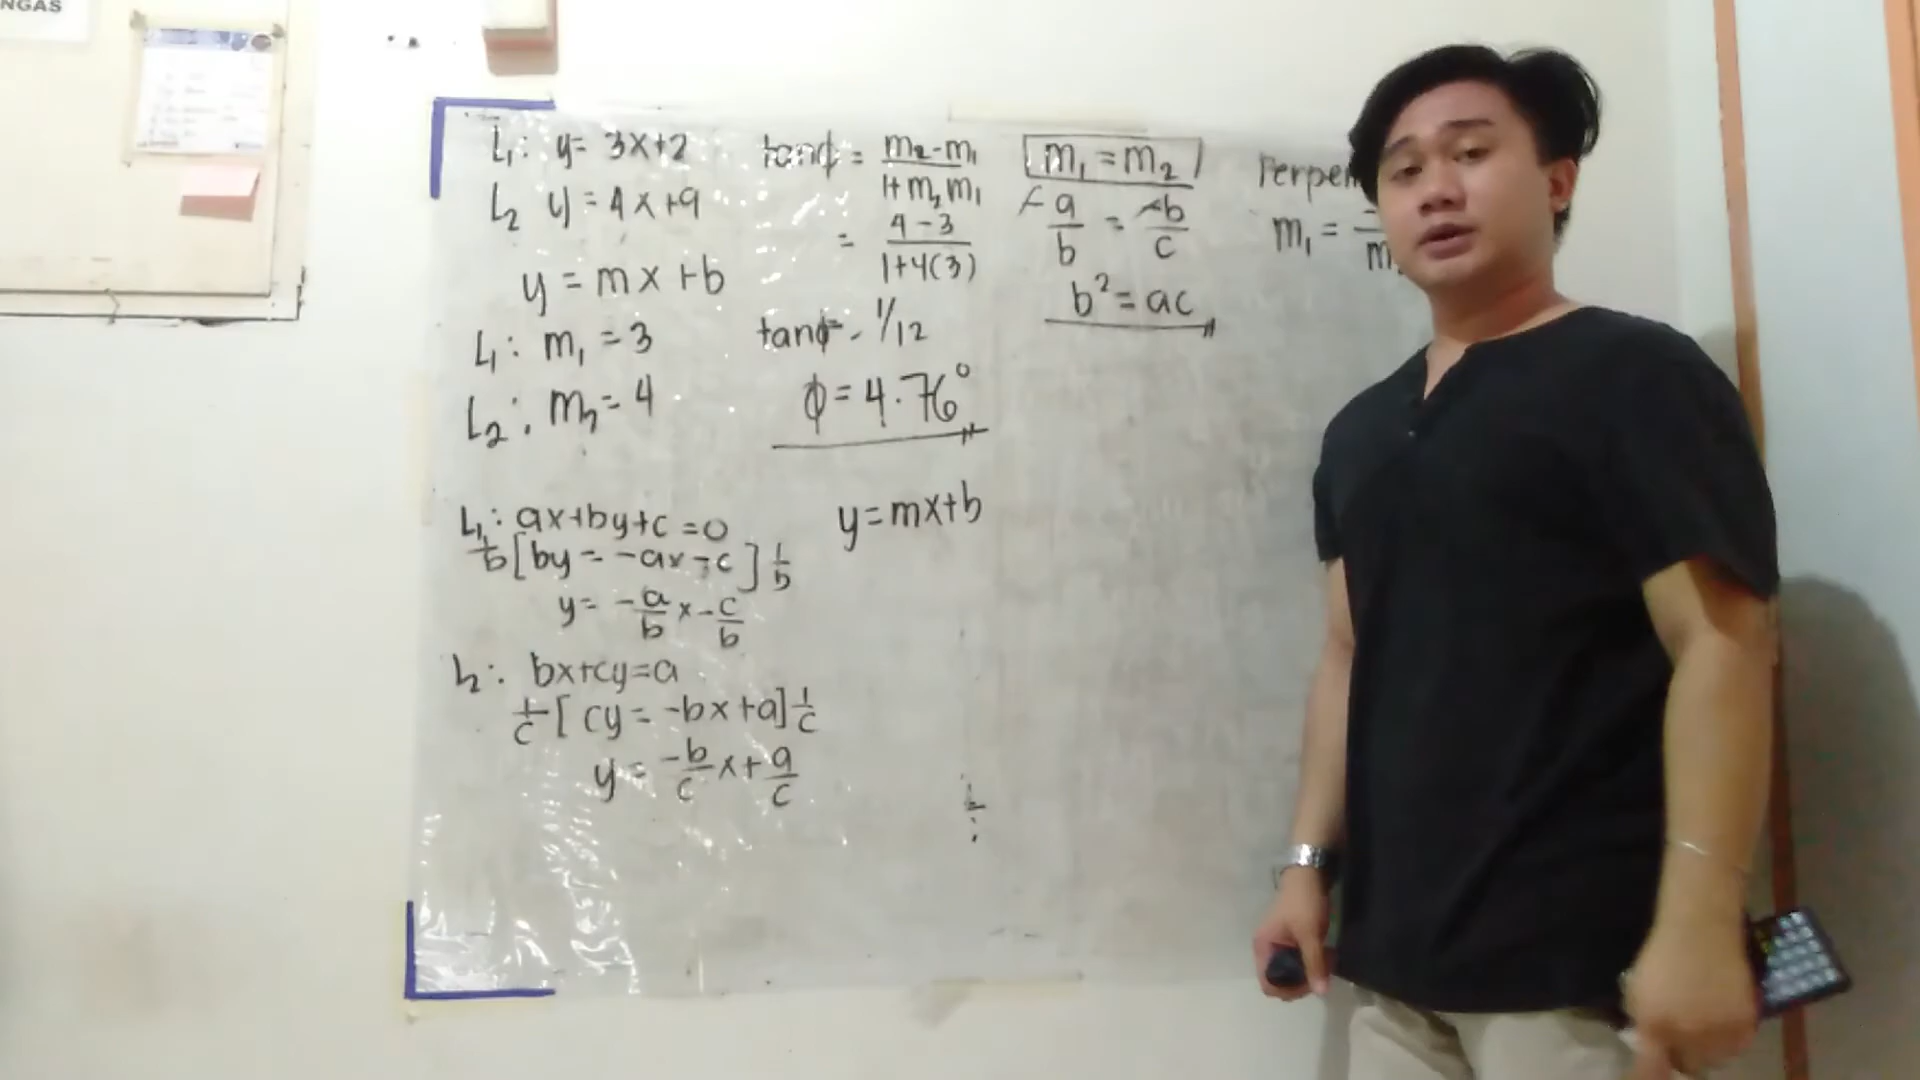 NGAS
L₁: y= 3x+2
L₂ y = 4x+9
y = mx+b
L₁: m₁ = 3
L₂: m₂ = 4
tanϕ = (m₂-m₁)/(1+m₂m₁)
= (4-3)/(1+4(3))
tanϕ = 1/12
ϕ = 4.76°
m₁ = m₂
-a/b = -b/c
b² = ac
Perpen
m₁ = -/m
L₁: ax+by+c=0
1/b [by = -ax-c] 1/b
y = -a/b x - c/b
L₂: bx+cy=a
1/c [cy = -bx+a] 1/c
y = -b/c x + a/c
y=mx+b